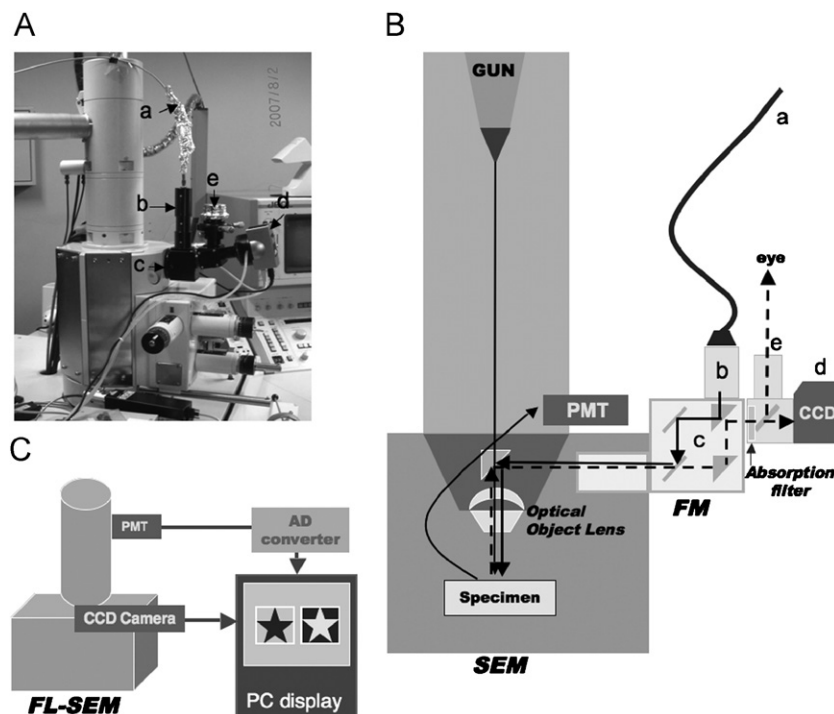 A
a
2007/8/2
b
e
d
c
B
GUN
a
eye
e
b
d
PMT
CCD
c
Absorption
filter
FM
Optical
Object Lens
Specimen
SEM
C
PMT
AD
converter
CCD Camera
FL-SEM
PC display